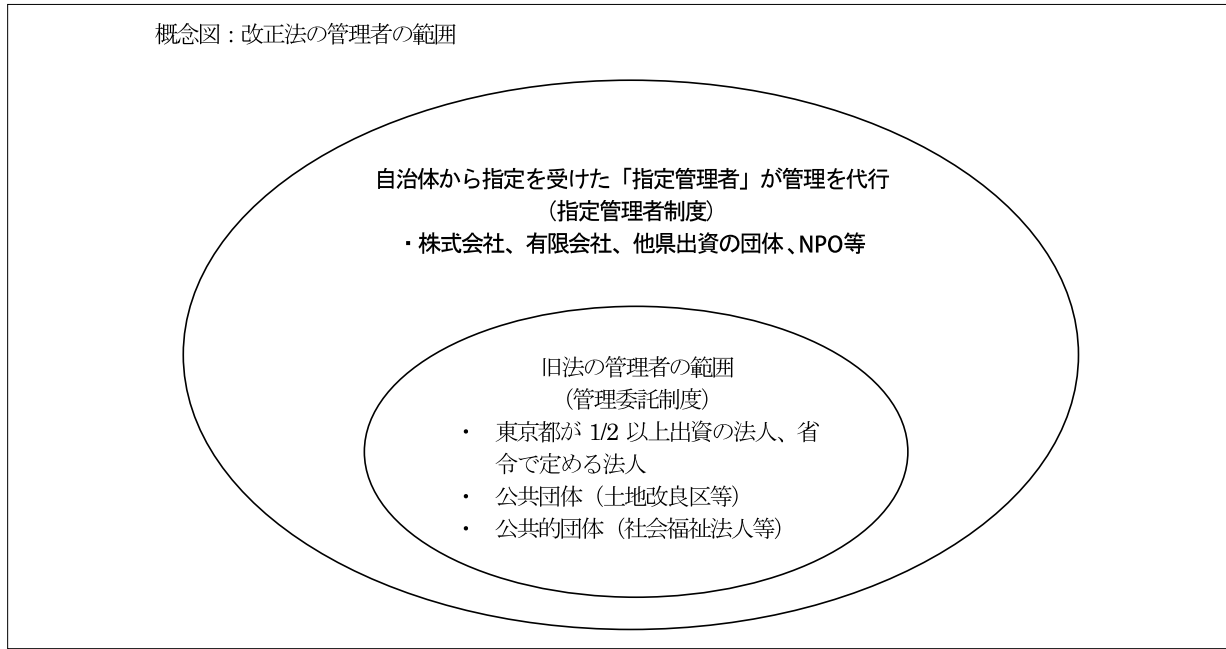 概念図：改正法の管理者の範囲
自治体から指定を受けた「指定管理者」が管理を代行
（指定管理者制度）
・株式会社、有限会社、他県出資の団体、NPO等
旧法の管理者の範囲
（管理委託制度）
・ 東京都が 1/2 以上出資の法人、省
令で定める法人
・ 公共団体（土地改良区等）
・ 公共的団体（社会福祉法人等）